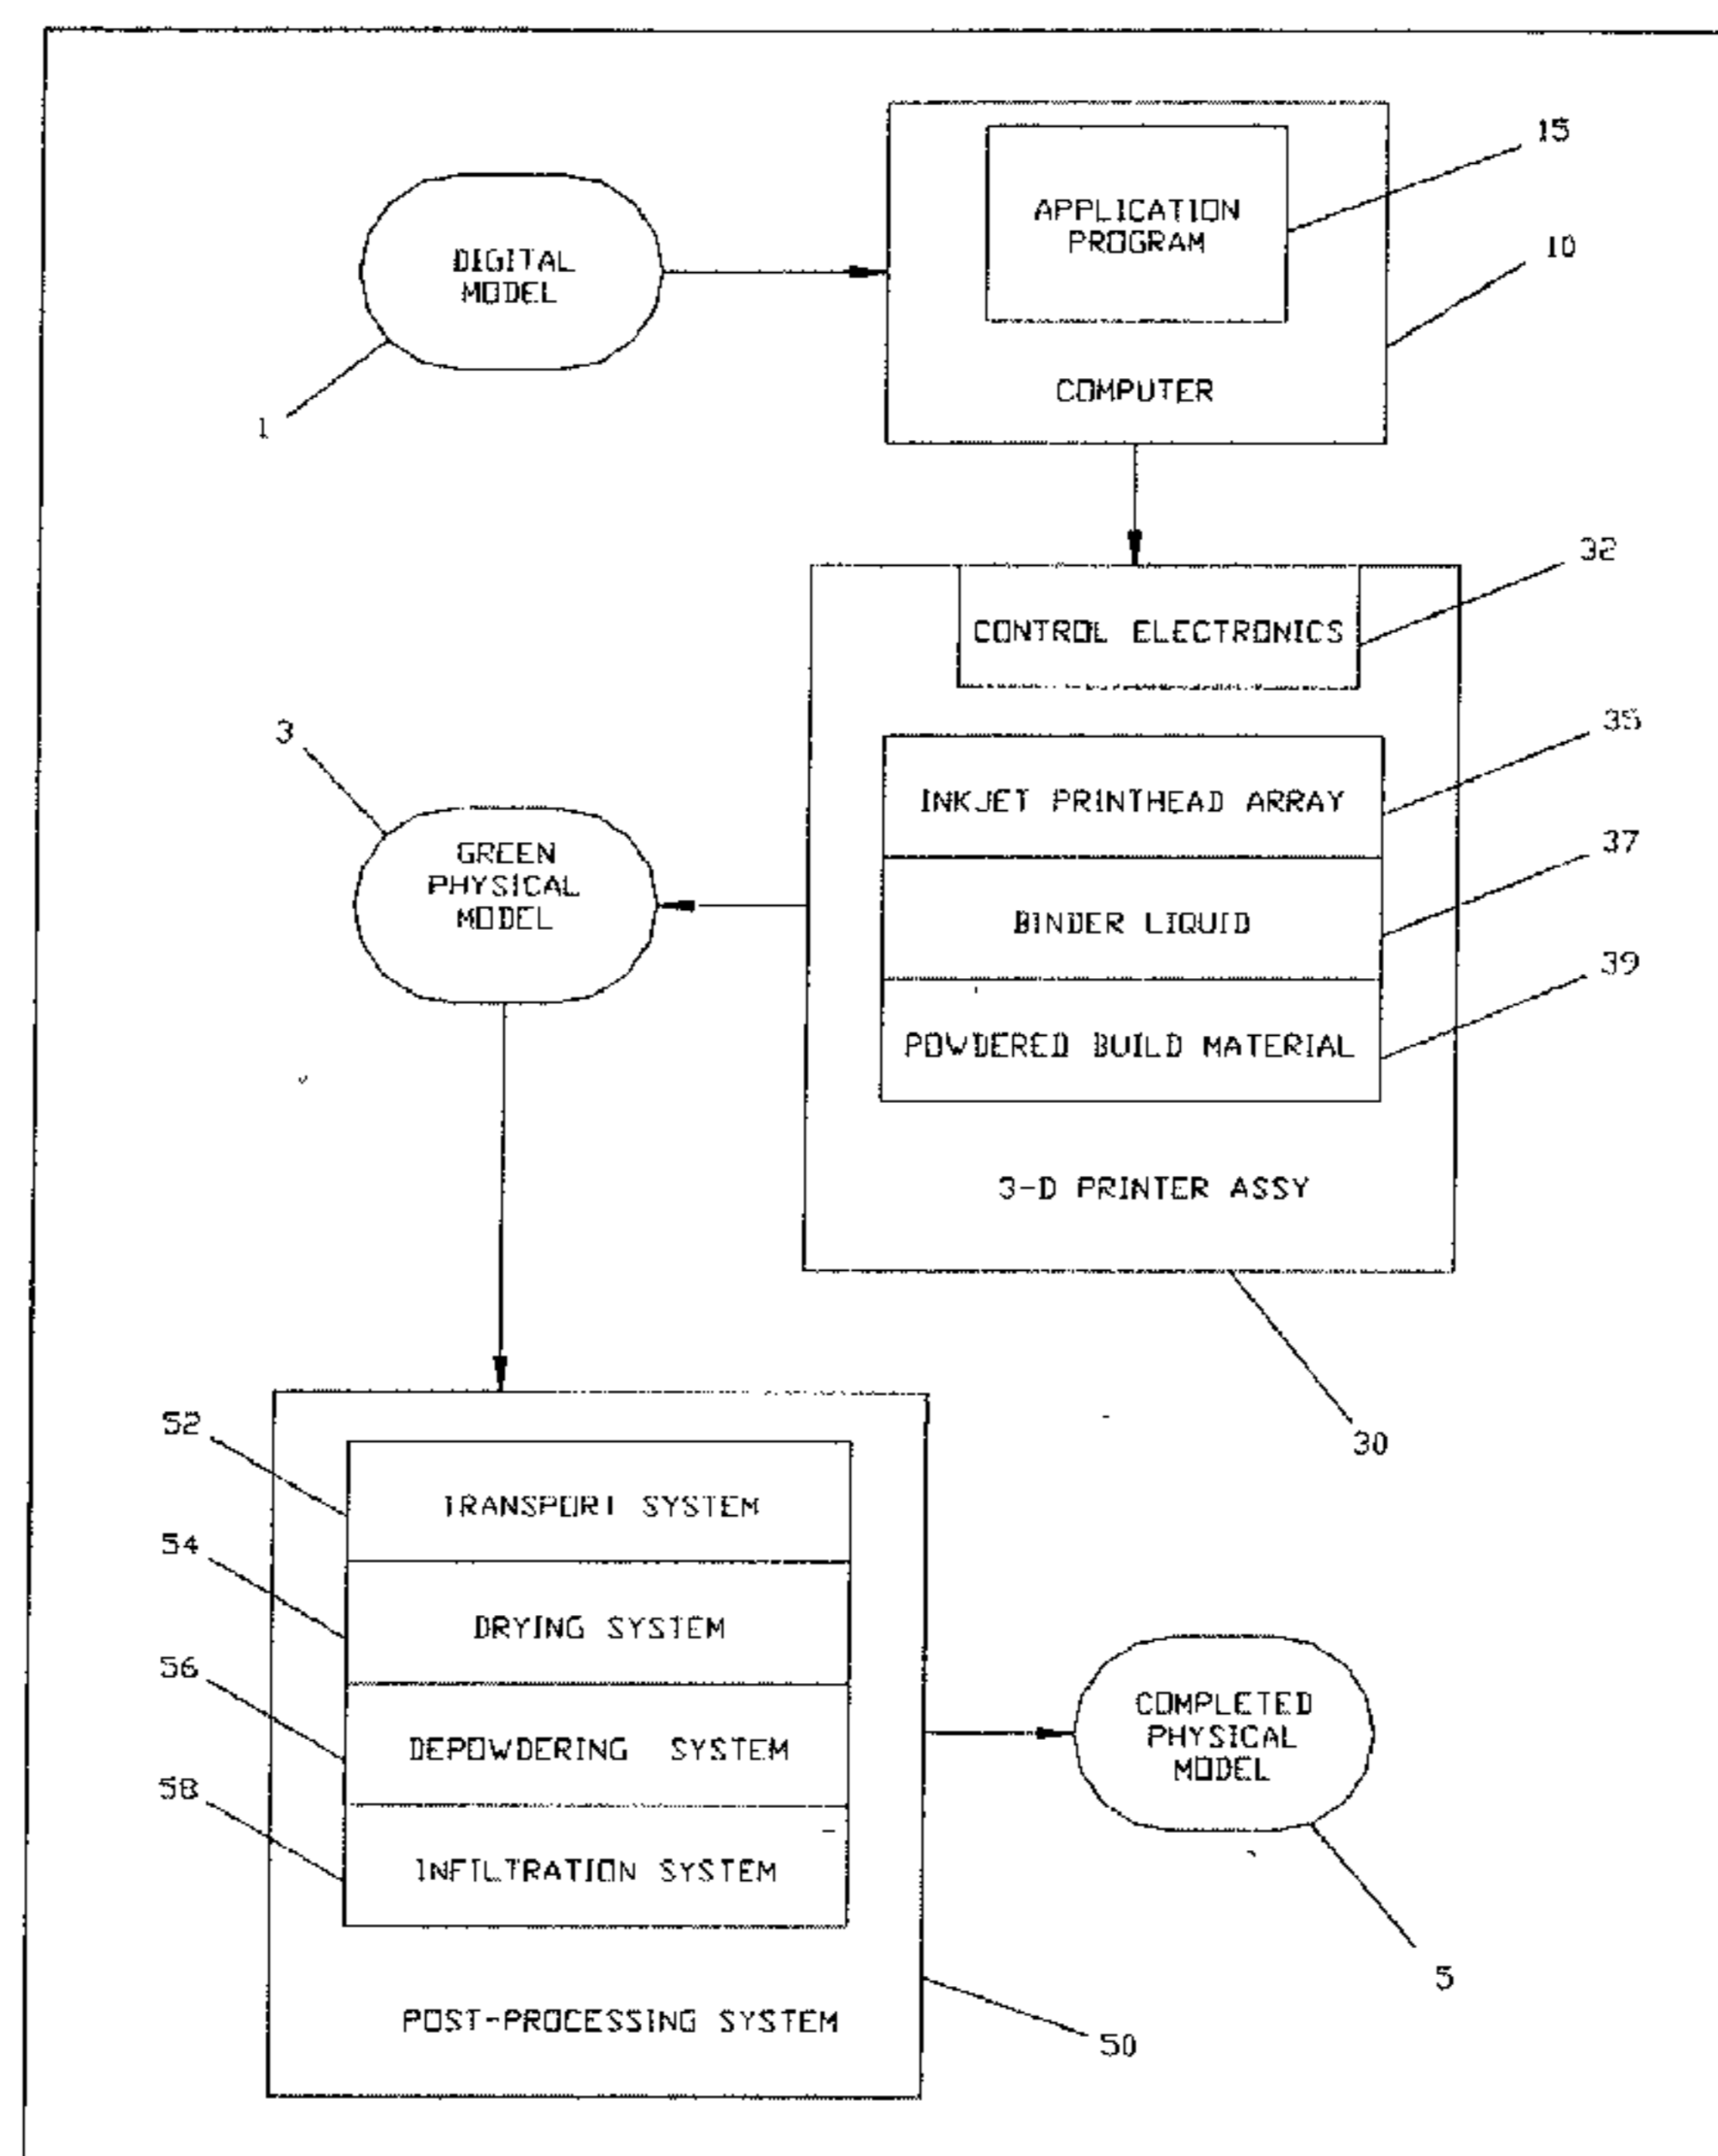 DIGITAL
MODEL
1
APPLICATION
PROGRAM
15
10
COMPUTER
CONTROL ELECTRONICS
32
INKJET PRINTHEAD ARRAY
35
BINDER LIQUID
37
POWDERED BUILD MATERIAL
39
3-D PRINTER ASSY
30
3
GREEN
PHYSICAL
MODEL
52
TRANSPORT SYSTEM
54
DRYING SYSTEM
56
DEPOWDERING SYSTEM
58
INFILTRATION SYSTEM
POST-PROCESSING SYSTEM
50
COMPLETED
PHYSICAL
MODEL
5